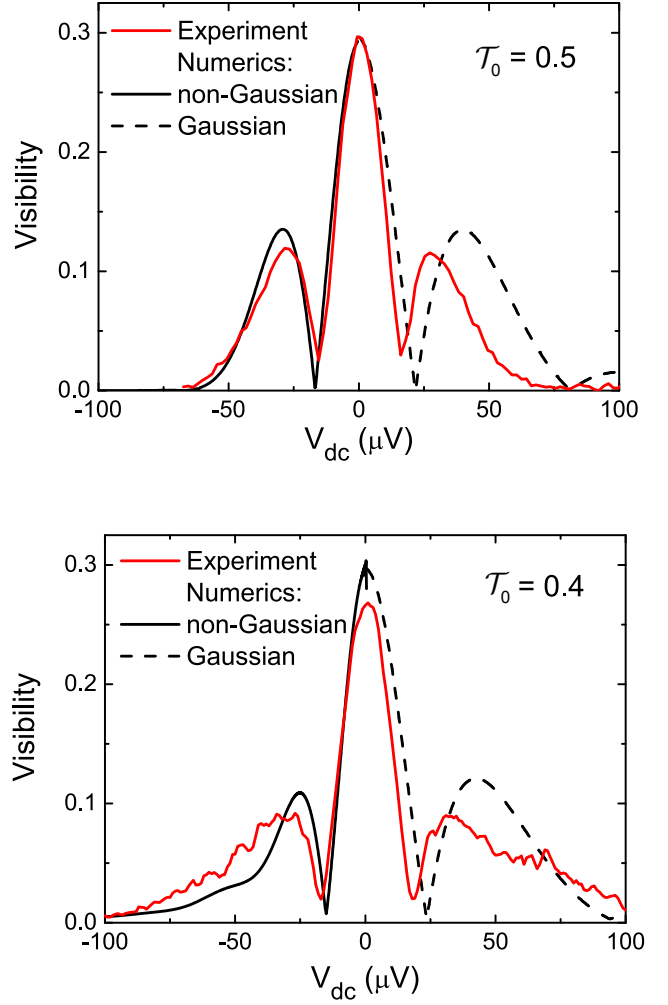 0.3
Experiment
Numerics:
non-Gaussian
Gaussian
𝒯₀ = 0.5
0.2
0.1
0.0
Visibility
-100 -50 0 50 100
V_dc (μV)
0.3
Experiment
Numerics:
non-Gaussian
Gaussian
𝒯₀ = 0.4
0.2
0.1
0.0
Visibility
-100 -50 0 50 100
V_dc (μV)